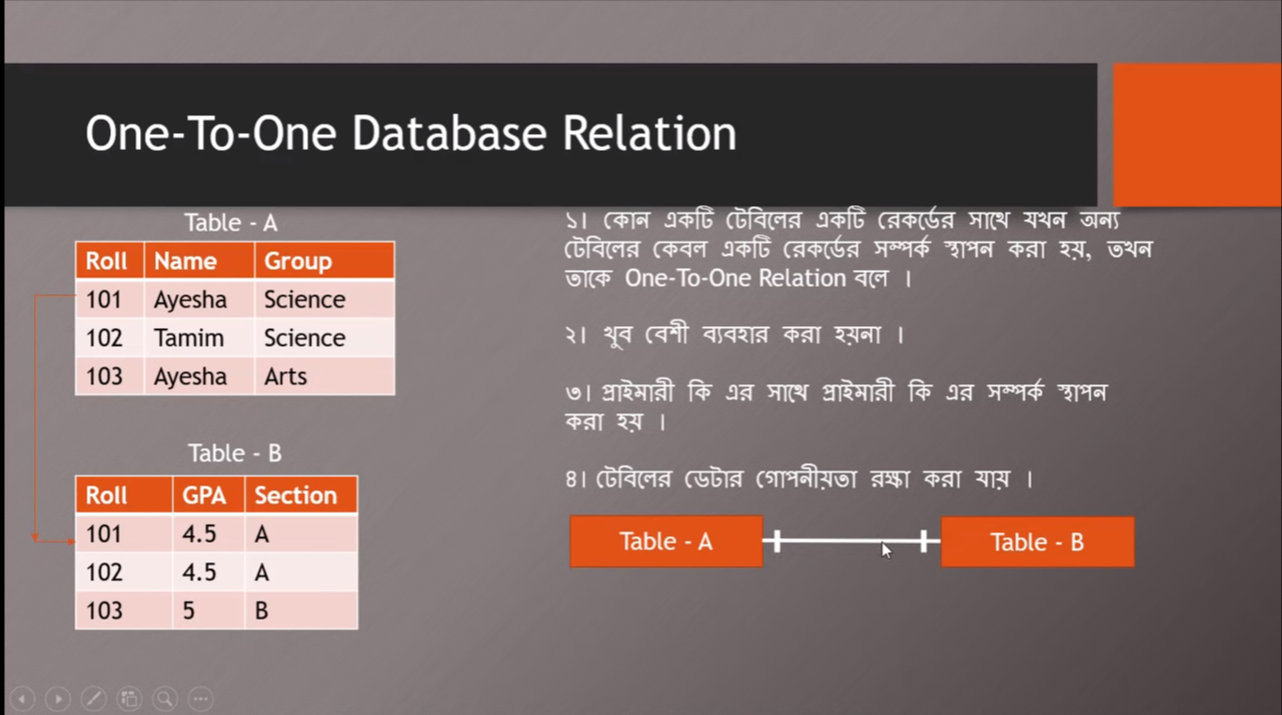 One-To-One Database Relation
Table - A
Roll Name Group
101 Ayesha Science
102 Tamim Science
103 Ayesha Arts
Table - B
Roll GPA Section
101 4.5 A
102 4.5 A
103 5 B
১। কোন একটি টেবিলের একটি রেকর্ডের সাথে যখন অন্য
টেবিলের কেবল একটি রেকর্ডের সম্পর্ক স্থাপন করা হয়, তখন
তাকে One-To-One Relation বলে ।
২। খুব বেশী ব্যবহার করা হয়না ।
৩। প্রাইমারী কি এর সাথে প্রাইমারী কি এর সম্পর্ক স্থাপন
করা হয় ।
৪। টেবিলের ডেটার গোপনীয়তা রক্ষা করা যায় ।
Table - A Table - B